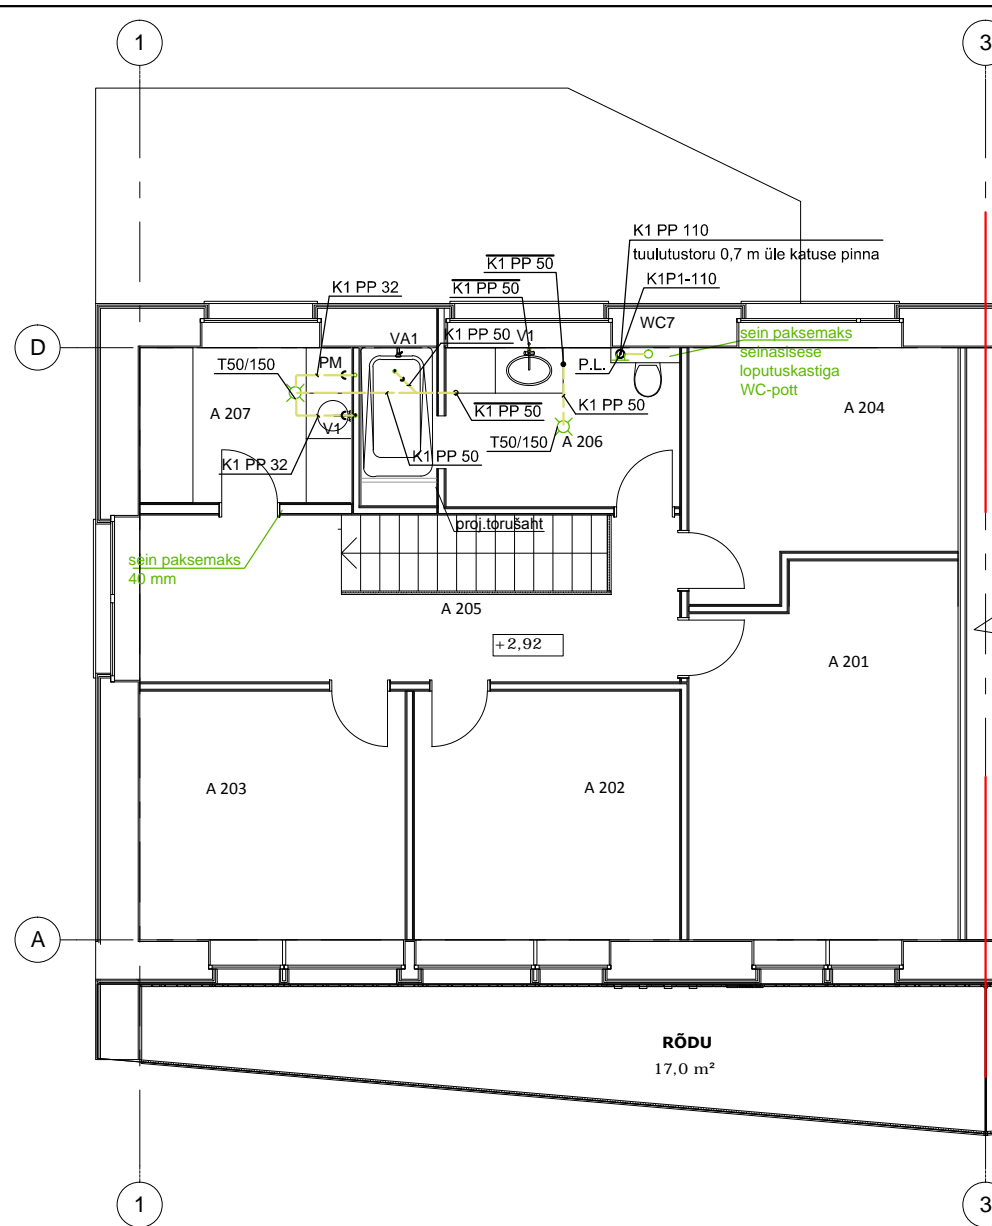 1
3
K1 PP 110
tuulutustoru 0,7 m üle katuse pinna
K1 PP 50
K1P1-110
K1 PP 32
K1 PP 50
WC7
D
VA1
K1 PP 50
V1
sein paksemaks
seinasisese
loputuskastiga
WC-pott
T50/150
PM
P.L.
A 207
K1 PP 50
K1 PP 50
A 204
V1
T50/150
A 206
K1 PP 32
K1 PP 50
proj.torušaht
sein paksemaks
40 mm
A 205
+2,92
A 201
A 203
A 202
A
RÕDU
17,0 m²
1
3